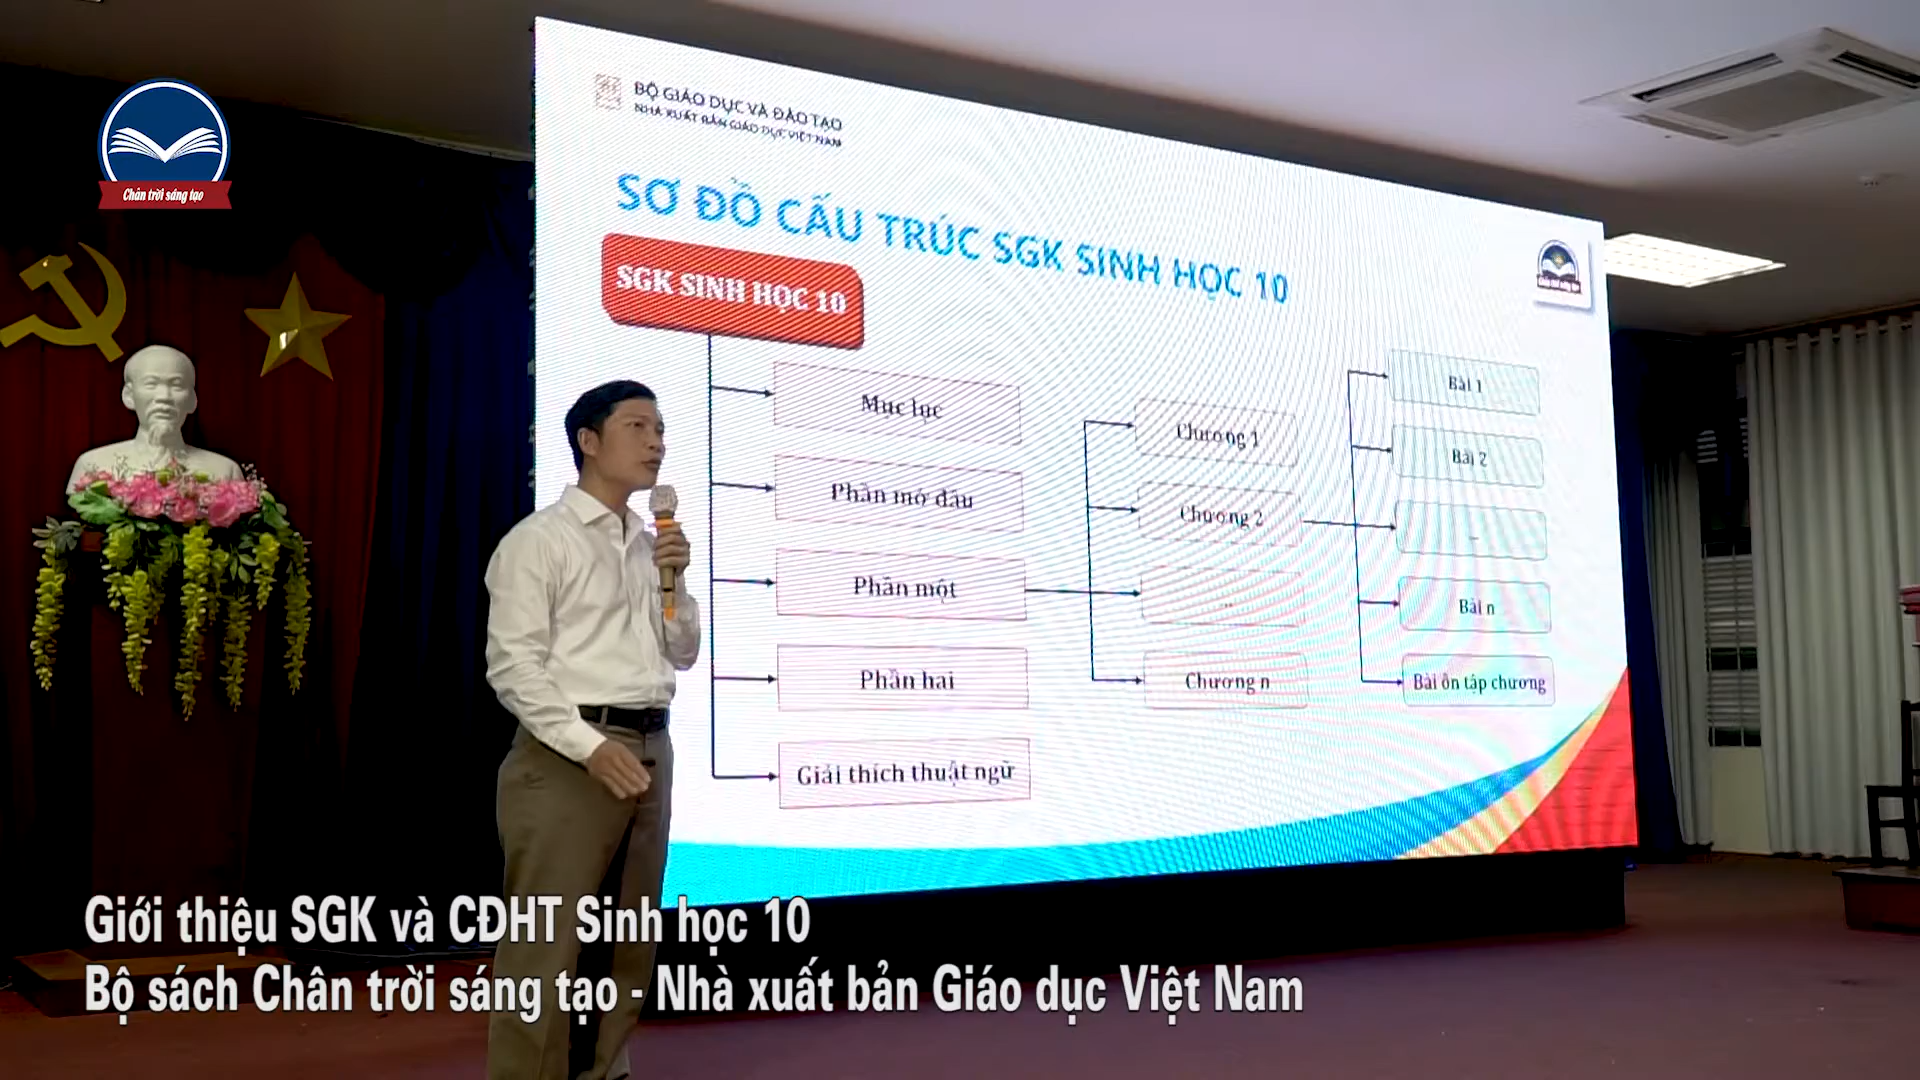 Chân trời sáng tạo
BỘ GIÁO DỤC VÀ ĐÀO TẠO
NHÀ XUẤT BẢN GIÁO DỤC VIỆT NAM
SƠ ĐỒ CẤU TRÚC SGK SINH HỌC 10
Chân trời sáng tạo
SGK SINH HỌC 10
Mục lục
Phần mở đầu
Phần một
Phần hai
Giải thích thuật ngữ
Chương 1
Chương 2
...
Chương n
Bài 1
Bài 2
...
Bài n
Bài ôn tập chương
Giới thiệu SGK và CĐHT Sinh học 10
Bộ sách Chân trời sáng tạo - Nhà xuất bản Giáo dục Việt Nam